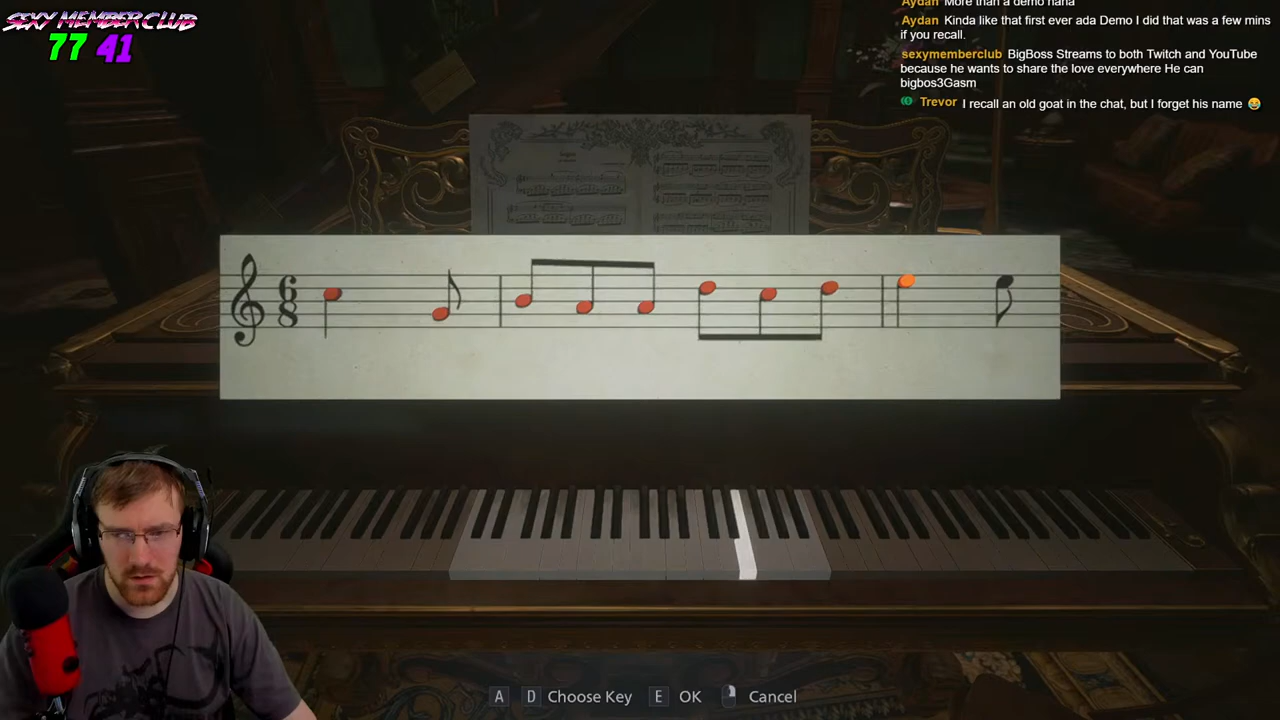 SEXY MEMBER CLUB
77 41
Aydan More than a demo haha
Aydan Kinda like that first ever ada Demo I did that was a few mins
if you recall.
sexymemberclub BigBoss Streams to both Twitch and YouTube
because he wants to share the love everywhere He can
bigbos3Gasm
Trevor I recall an old goat in the chat, but I forget his name 😂
6
8
A D Choose Key E OK Cancel